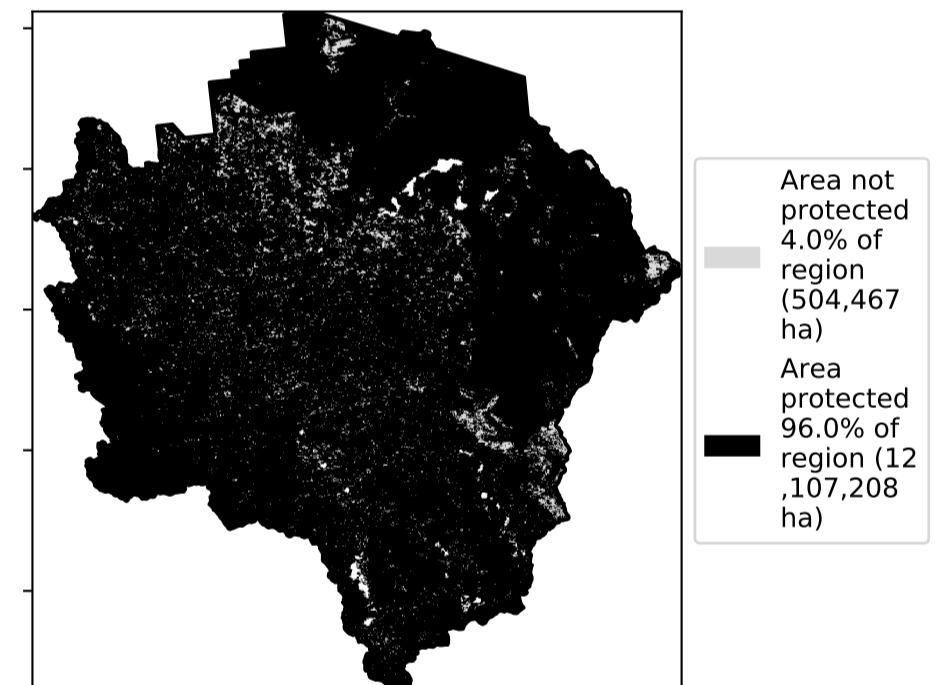 Area not
protected
4.0% of
region
(504,467
ha)
Area
protected
96.0% of
region (12
,107,208
ha)